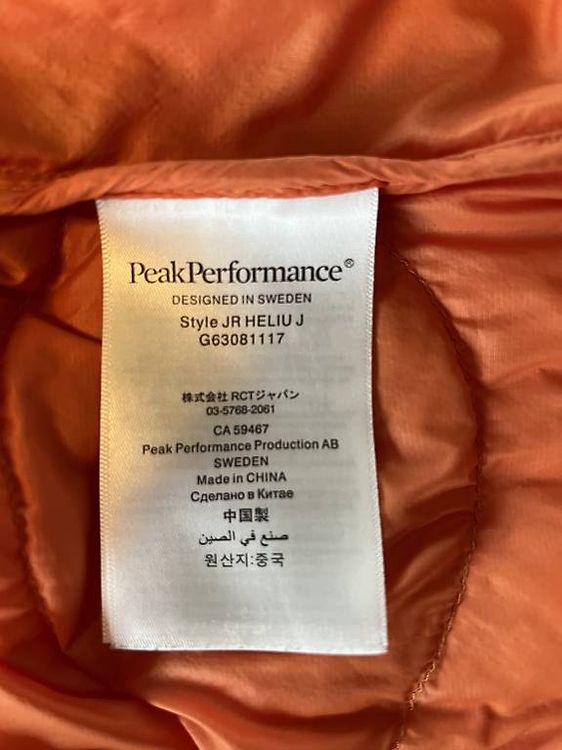 PeakPerformance®
DESIGNED IN SWEDEN
Style JR HELIU J
G63081117
株式会社 RCTジャパン
03-5768-2061
CA 59467
Peak Performance Production AB
SWEDEN
Made in CHINA
Сделано в Китае
中国製
صنع في الصين
원산지:중국